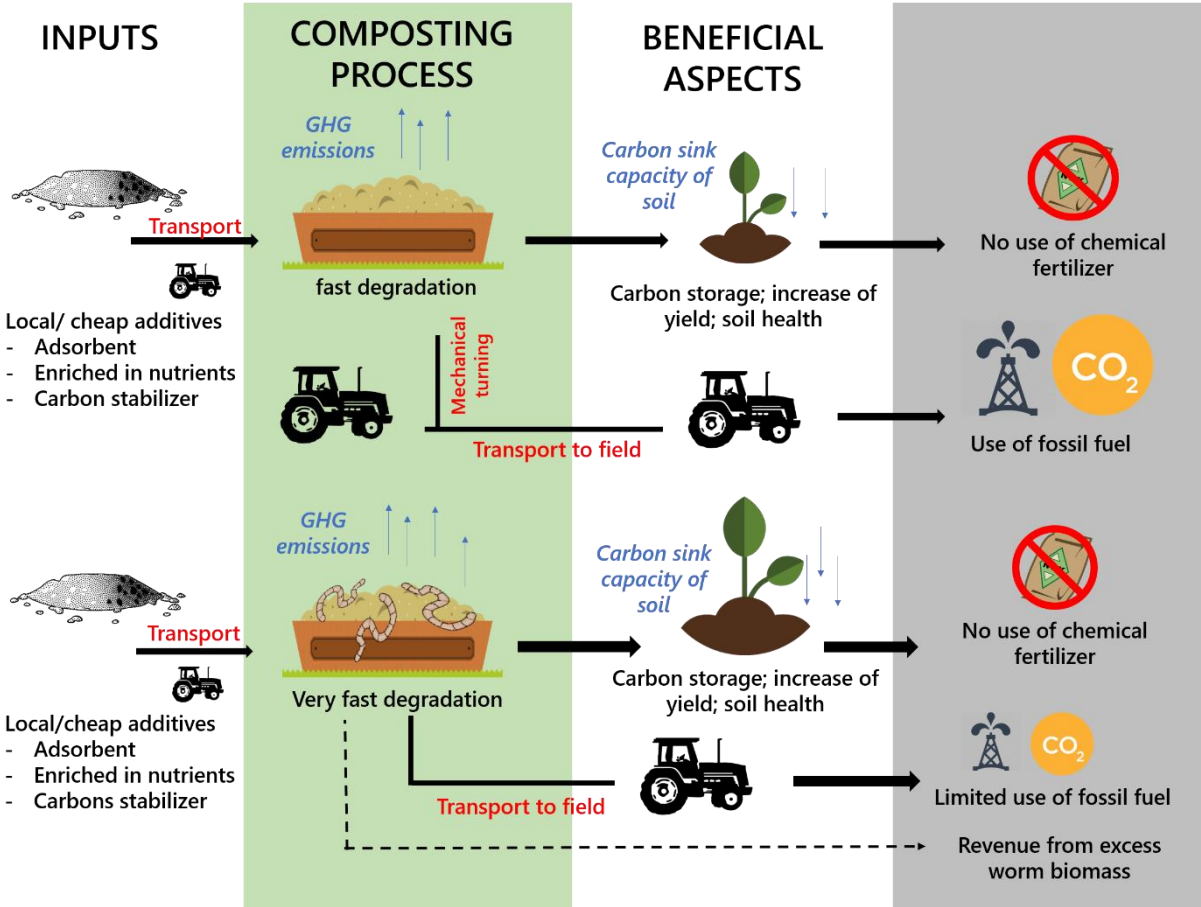 INPUTS
COMPOSTING
PROCESS
BENEFICIAL
ASPECTS
GHG
emissions
Carbon sink
capacity of
soil
Transport
fast degradation
No use of chemical
fertilizer
Carbon storage; increase of
yield; soil health
Local/ cheap additives
- Adsorbent
- Enriched in nutrients
- Carbon stabilizer
Mechanical
turning
Transport to field
CO2
Use of fossil fuel
GHG
emissions
Carbon sink
capacity of
soil
Transport
Very fast degradation
No use of chemical
fertilizer
Carbon storage; increase of
yield; soil health
Local/cheap additives
- Adsorbent
- Enriched in nutrients
- Carbons stabilizer
Transport to field
CO2
Limited use of fossil fuel
Revenue from excess
worm biomass